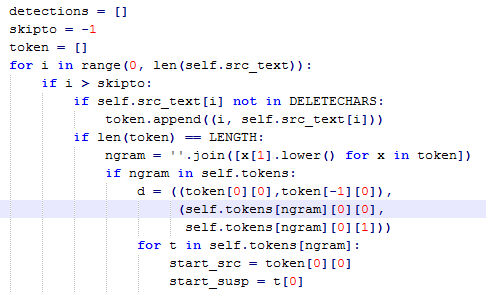 detections = []
skipto = -1
token = []
for i in range(0, len(self.src_text)):
    if i > skipto:
        if self.src_text[i] not in DELETECHARS:
            token.append((i, self.src_text[i]))
        if len(token) == LENGTH:
            ngram = ''.join([x[1].lower() for x in token])
            if ngram in self.tokens:
                d = ((token[0][0],token[-1][0]),
                     (self.tokens[ngram][0][0],
                      self.tokens[ngram][0][1]))
                for t in self.tokens[ngram]:
                    start_src = token[0][0]
                    start_susp = t[0]